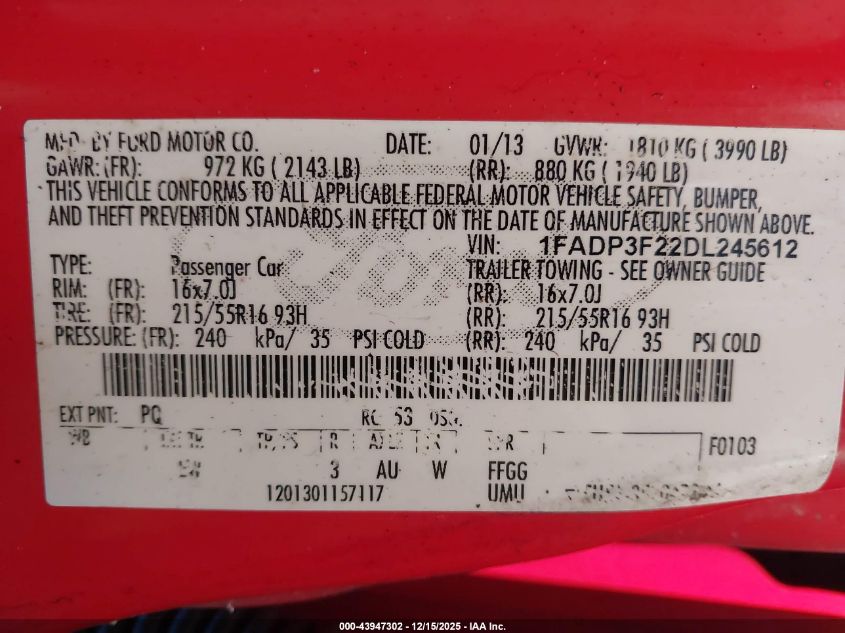 MFD. BY FORD MOTOR CO. DATE: 01/13 GVWR: 1810 KG ( 3990 LB)
GAWR: (FR): 972 KG ( 2143 LB) (RR): 880 KG ( 1940 LB)
THIS VEHICLE CONFORMS TO ALL APPLICABLE FEDERAL MOTOR VEHICLE SAFETY, BUMPER,
AND THEFT PREVENTION STANDARDS IN EFFECT ON THE DATE OF MANUFACTURE SHOWN ABOVE.
VIN: 1FADP3F22DL245612
TYPE: Passenger Car TRAILER TOWING - SEE OWNER GUIDE
RIM: (FR): 16x7.0J (RR): 16x7.0J
TIRE: (FR): 215/55R16 93H (RR): 215/55R16 93H
PRESSURE: (FR): 240 kPa/ 35 PSI COLD (RR): 240 kPa/ 35 PSI COLD
EXT PNT: PQ RC: 53 DSO:
WB R F0103
3 AU W FFGG
1201301157117 UMU
000-43947302 - 12/15/2025 - IAA Inc.